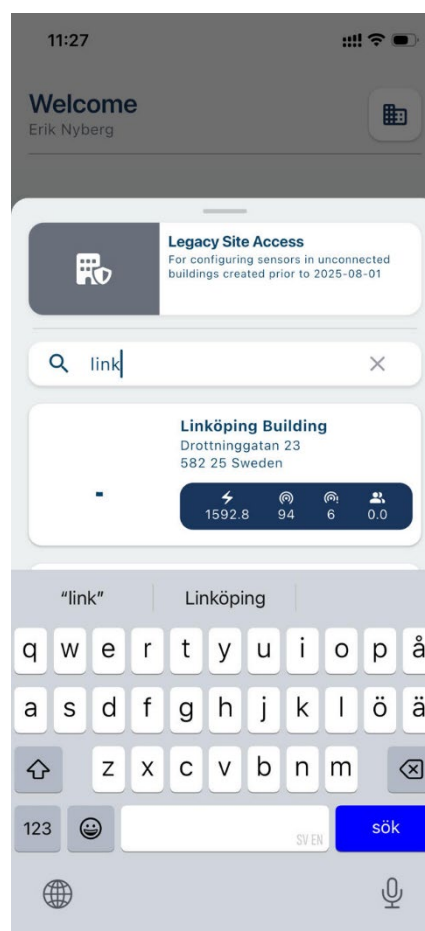 11:27
Welcome
Erik Nyberg
Legacy Site Access
For configuring sensors in unconnected
buildings created prior to 2025-08-01
link
Linköping Building
Drottninggatan 23
582 25 Sweden
-
1592.8 94 6 0.0
“link” Linköping
q w e r t y u i o p å
a s d f g h j k l ö ä
z x c v b n m
123 SV EN sök